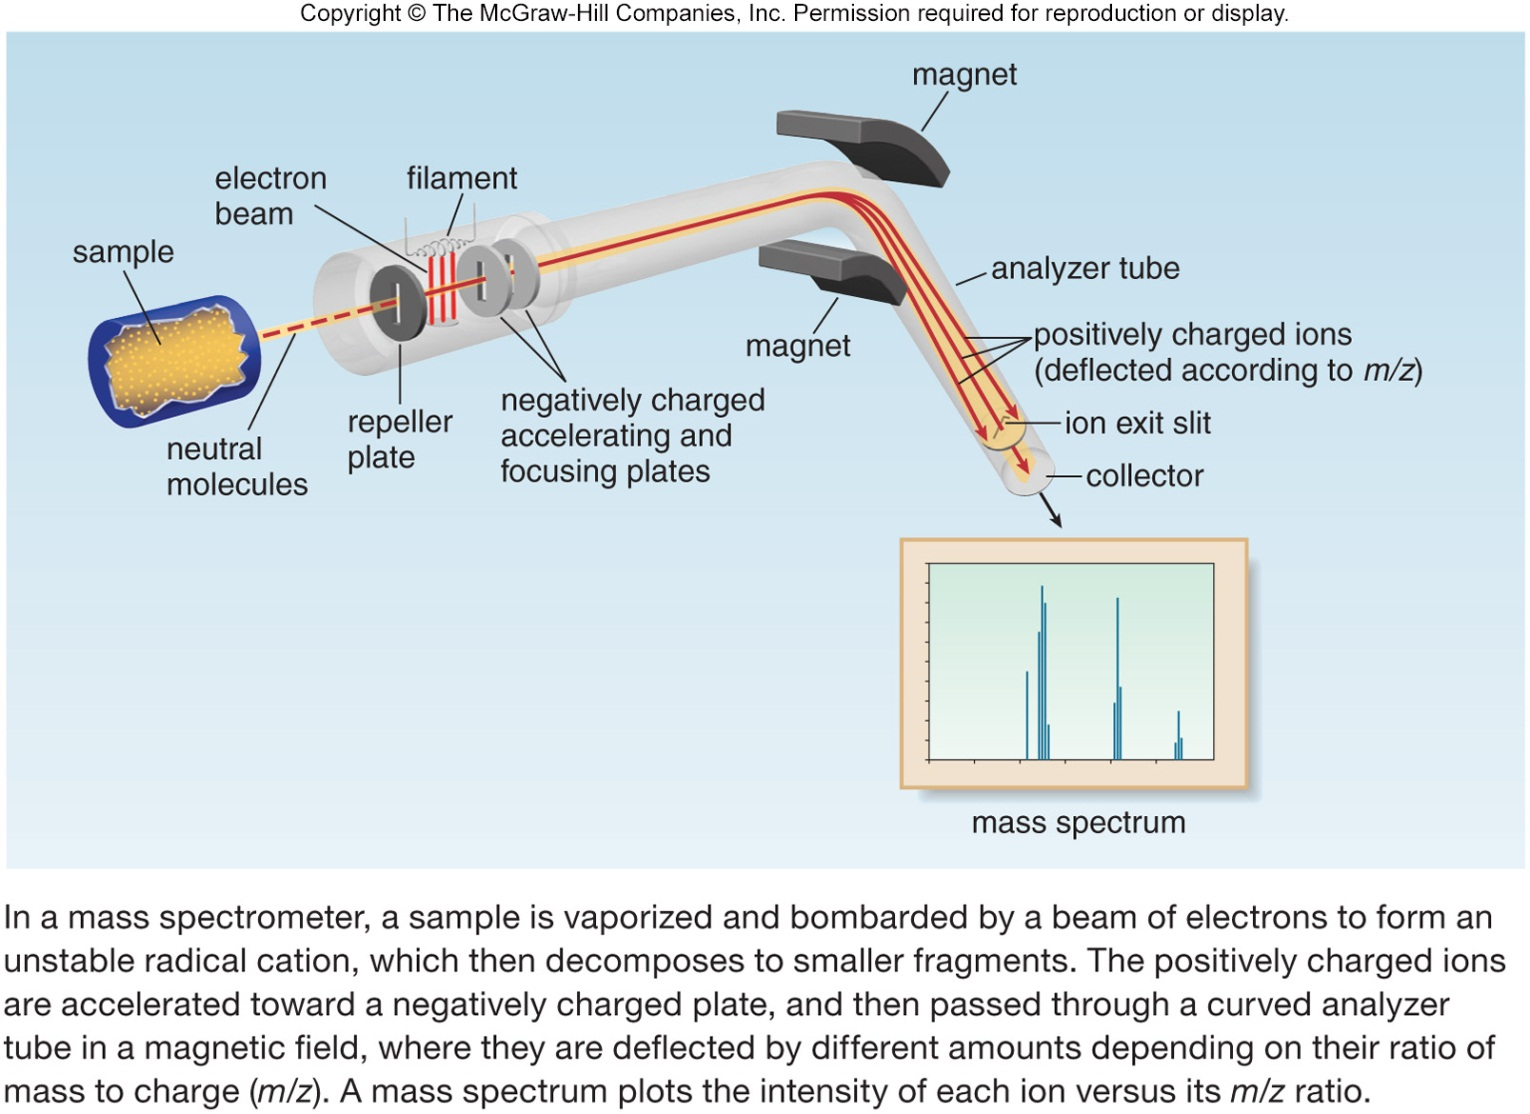 Copyright © The McGraw-Hill Companies, Inc. Permission required for reproduction or display.
magnet
electron
beam
filament
sample
analyzer tube
magnet
positively charged ions
(deflected according to m/z)
negatively charged
accelerating and
focusing plates
repeller
plate
ion exit slit
neutral
molecules
collector
mass spectrum
In a mass spectrometer, a sample is vaporized and bombarded by a beam of electrons to form an
unstable radical cation, which then decomposes to smaller fragments. The positively charged ions
are accelerated toward a negatively charged plate, and then passed through a curved analyzer
tube in a magnetic field, where they are deflected by different amounts depending on their ratio of
mass to charge (m/z). A mass spectrum plots the intensity of each ion versus its m/z ratio.